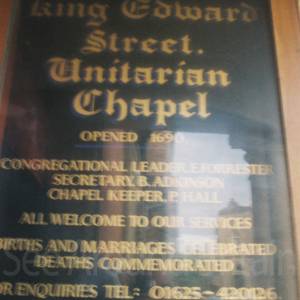 King Edward
Street.
Unitarian
Chapel
OPENED 1690.
CONGREGATIONAL LEADER, E. FORRESTER
SECRETARY, B. ADKINSON
CHAPEL KEEPER, P. HALL
ALL WELCOME TO OUR SERVICES
BIRTHS AND MARRIAGES CELEBRATED
DEATHS COMMEMORATED
FOR ENQUIRIES TEL: 01625-420126